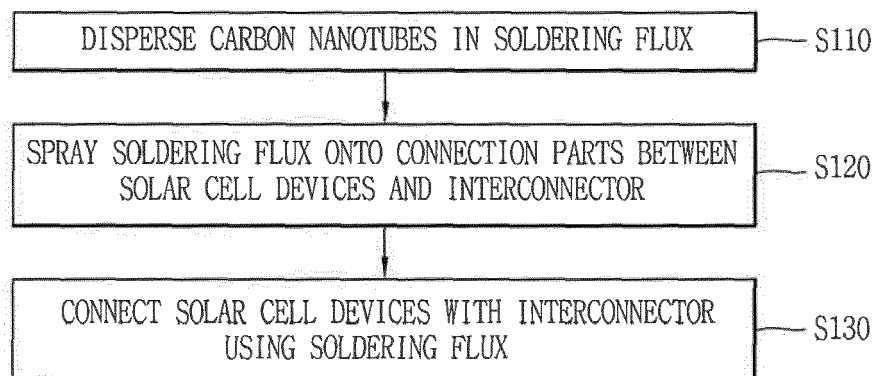 DISPERSE CARBON NANOTUBES IN SOLDERING FLUX
S110
SPRAY SOLDERING FLUX ONTO CONNECTION PARTS BETWEEN
SOLAR CELL DEVICES AND INTERCONNECTOR
S120
CONNECT SOLAR CELL DEVICES WITH INTERCONNECTOR
USING SOLDERING FLUX
S130